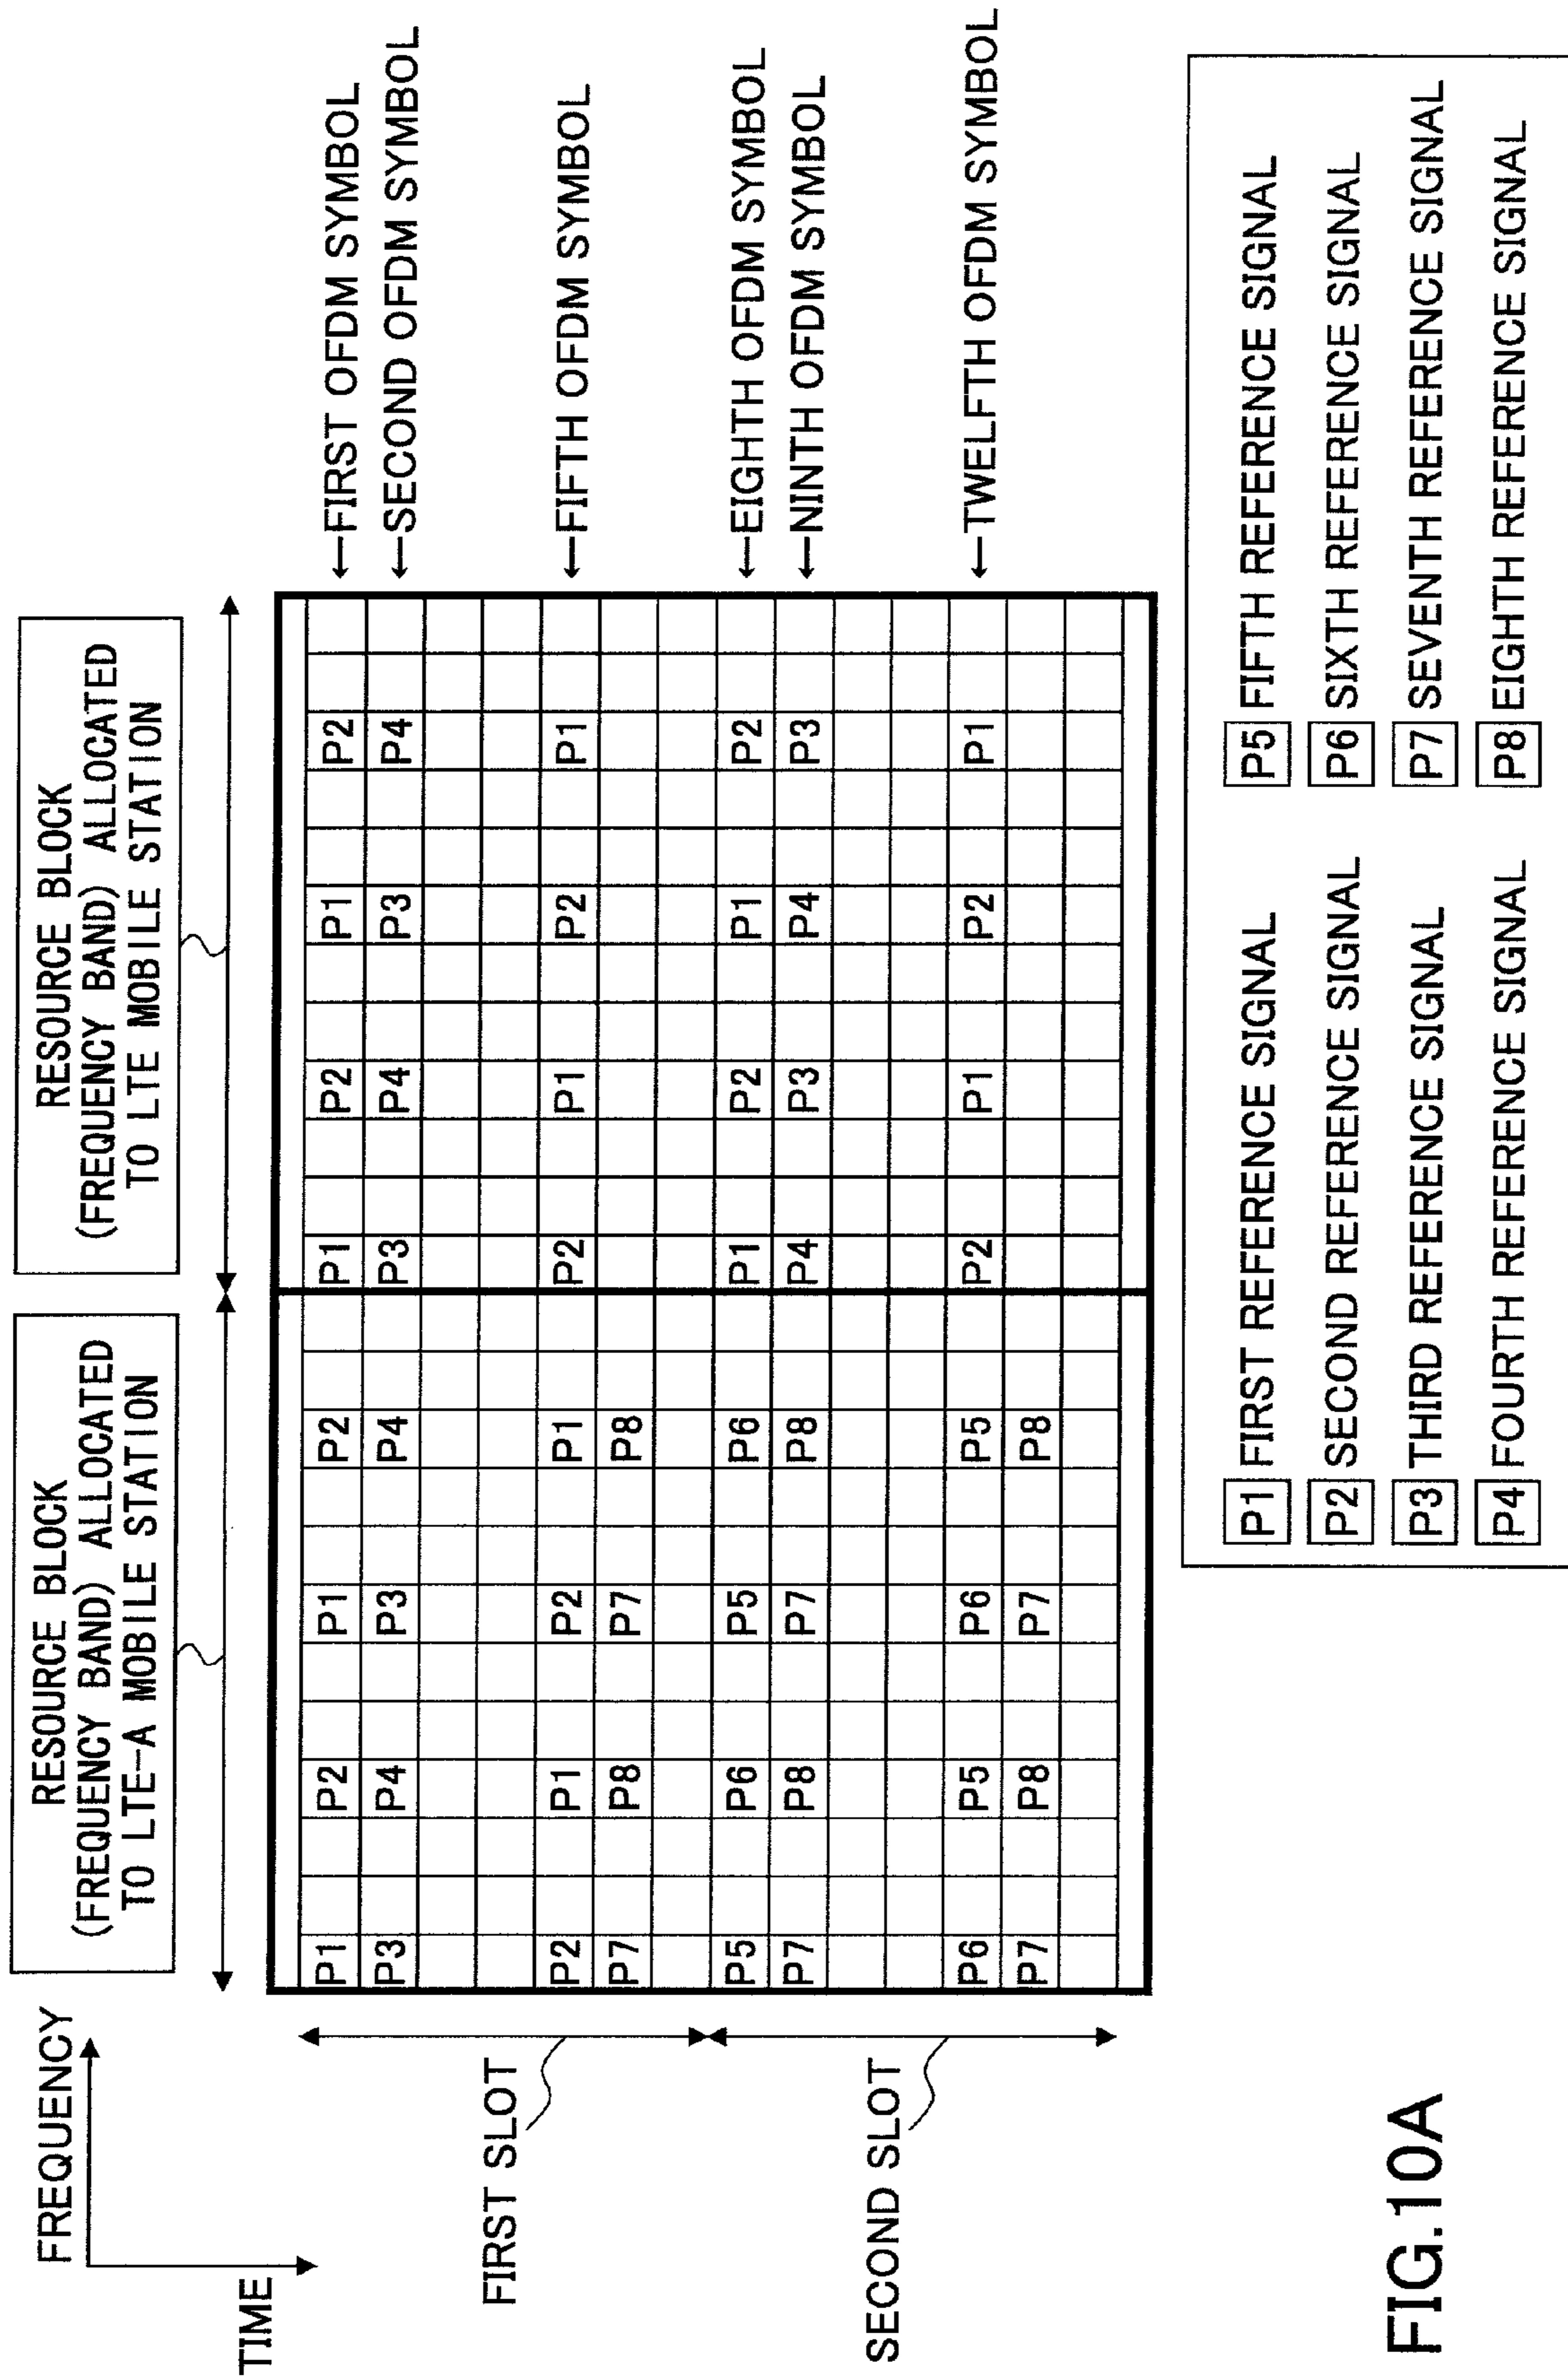 FREQUENCY
TIME
RESOURCE BLOCK
(FREQUENCY BAND) ALLOCATED
TO LTE-A MOBILE STATION
RESOURCE BLOCK
(FREQUENCY BAND) ALLOCATED
TO LTE MOBILE STATION
FIRST SLOT
SECOND SLOT
P1 P2 P1 P2 P1 P2 P1 P2
P3 P4 P3 P4 P3 P4 P3 P4
P2 P1 P2 P1 P2 P1 P2 P1
P7 P8 P7 P8
P5 P6 P5 P6 P1 P2 P1 P2
P7 P8 P7 P8 P4 P3 P4 P3
P6 P5 P6 P5 P2 P1 P2 P1
P7 P8 P7 P8
FIRST OFDM SYMBOL
SECOND OFDM SYMBOL
FIFTH OFDM SYMBOL
EIGHTH OFDM SYMBOL
NINTH OFDM SYMBOL
TWELFTH OFDM SYMBOL
P1 FIRST REFERENCE SIGNAL
P2 SECOND REFERENCE SIGNAL
P3 THIRD REFERENCE SIGNAL
P4 FOURTH REFERENCE SIGNAL
P5 FIFTH REFERENCE SIGNAL
P6 SIXTH REFERENCE SIGNAL
P7 SEVENTH REFERENCE SIGNAL
P8 EIGHTH REFERENCE SIGNAL
FIG.10A